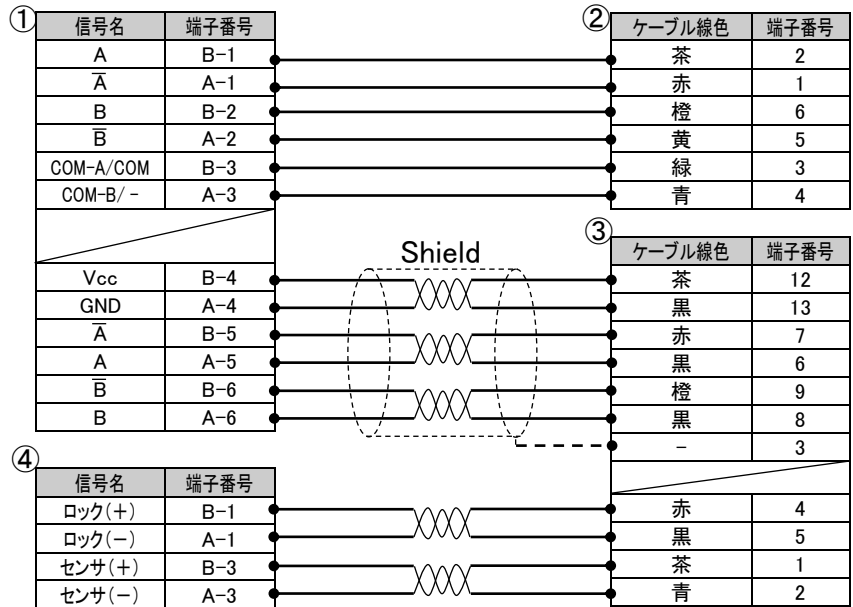 ①
信号名 端子番号
A B-1
A̅ A-1
B B-2
B̅ A-2
COM-A/COM B-3
COM-B/- A-3
Vcc B-4
GND A-4
A̅ B-5
A A-5
B̅ B-6
B A-6
Shield
②
ケーブル線色 端子番号
茶 2
赤 1
橙 6
黄 5
緑 3
青 4
③
ケーブル線色 端子番号
茶 12
黒 13
赤 7
黒 6
橙 9
黒 8
- 3
赤 4
黒 5
茶 1
青 2
④
信号名 端子番号
ロック(+) B-1
ロック(-) A-1
センサ(+) B-3
センサ(-) A-3